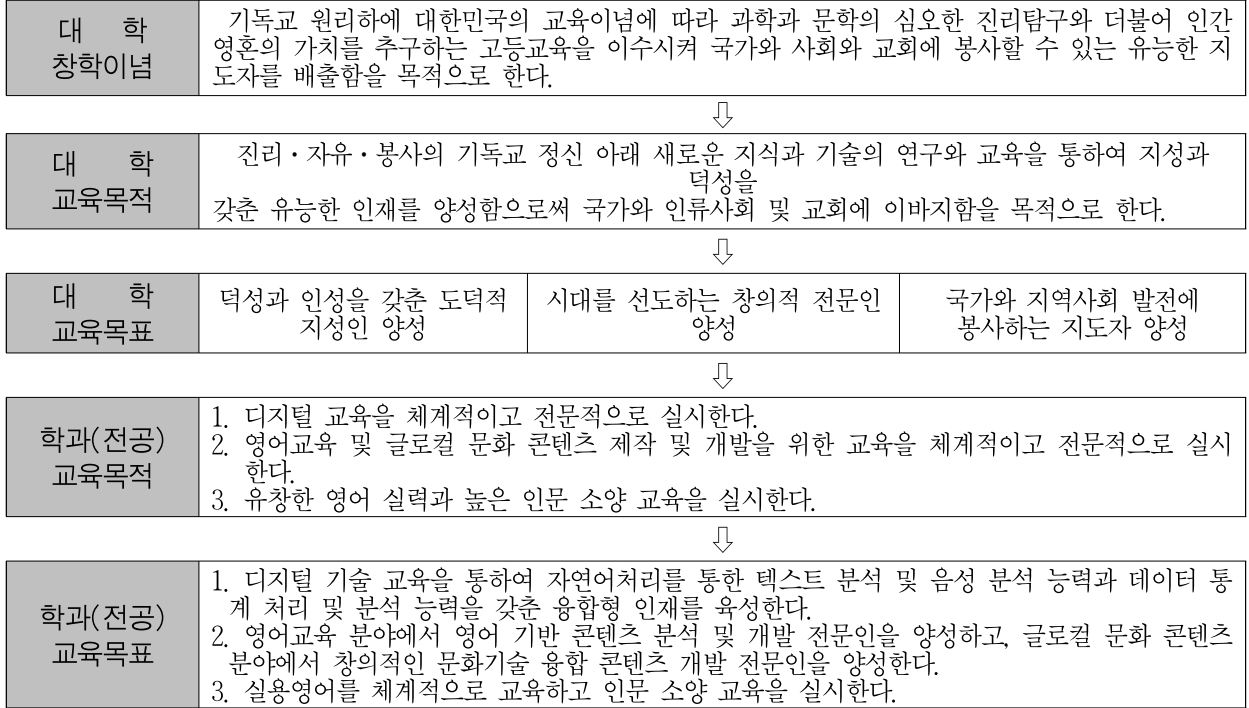 대 학
창학이념
기독교 원리하에 대한민국의 교육이념에 따라 과학과 문학의 심오한 진리탐구와 더불어 인간
영혼의 가치를 추구하는 고등교육을 이수시켜 국가와 사회와 교회에 봉사할 수 있는 유능한 지
도자를 배출함을 목적으로 한다.
⇩
대 학
교육목적
진리·자유·봉사의 기독교 정신 아래 새로운 지식과 기술의 연구와 교육을 통하여 지성과
덕성을
갖춘 유능한 인재를 양성함으로써 국가와 인류사회 및 교회에 이바지함을 목적으로 한다.
⇩
대 학
교육목표
덕성과 인성을 갖춘 도덕적
지성인 양성
시대를 선도하는 창의적 전문인
양성
국가와 지역사회 발전에
봉사하는 지도자 양성
⇩
학과(전공)
교육목적
1. 디지털 교육을 체계적이고 전문적으로 실시한다.
2. 영어교육 및 글로컬 문화 콘텐츠 제작 및 개발을 위한 교육을 체계적이고 전문적으로 실시
한다.
3. 유창한 영어 실력과 높은 인문 소양 교육을 실시한다.
⇩
학과(전공)
교육목표
1. 디지털 기술 교육을 통하여 자연어처리를 통한 텍스트 분석 및 음성 분석 능력과 데이터 통
계 처리 및 분석 능력을 갖춘 융합형 인재를 육성한다.
2. 영어교육 분야에서 영어 기반 콘텐츠 분석 및 개발 전문인을 양성하고, 글로컬 문화 콘텐츠
분야에서 창의적인 문화기술 융합 콘텐츠 개발 전문인을 양성한다.
3. 실용영어를 체계적으로 교육하고 인문 소양 교육을 실시한다.